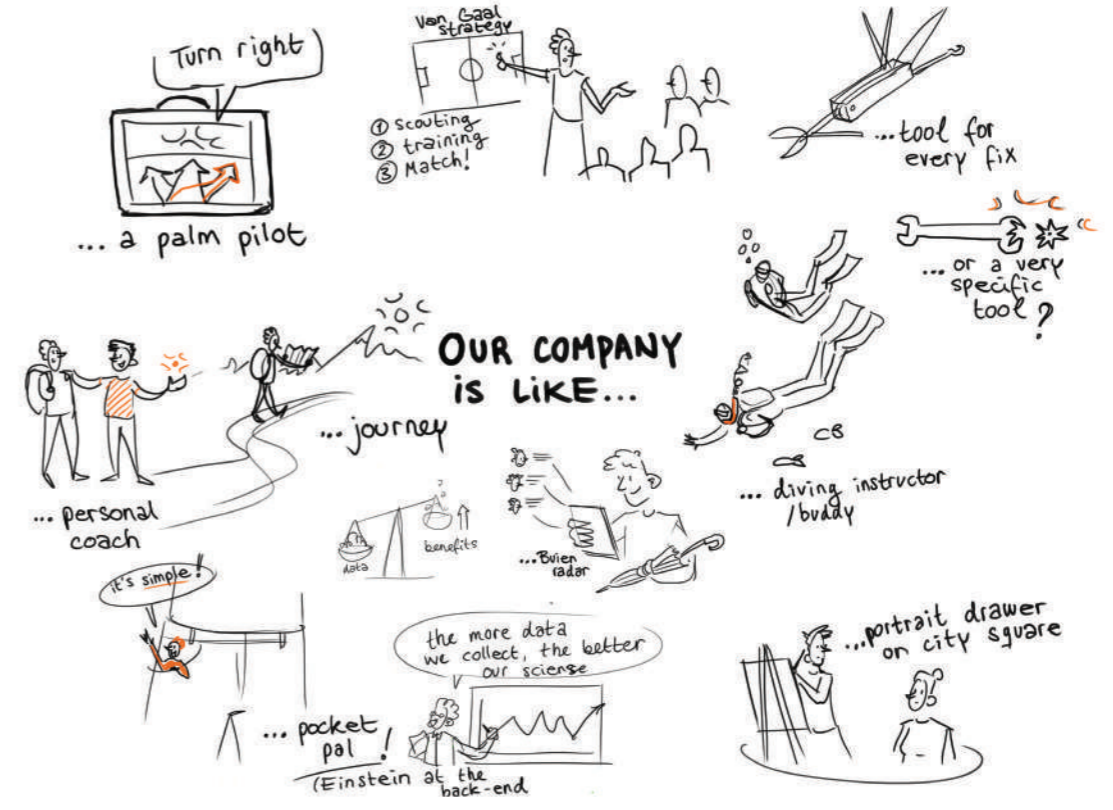 Turn right
... a palm pilot
Van Gaal
strategy
① scouting
② training
③ Match!
...tool for
every fix
... or a very
specific
tool?
OUR COMPANY
is LiKE...
...journey
... personal
coach
... diving instructor
/buddy
data
benefits
...Buien
radar
it's simple!
the more data
we collect, the better
our sciense
... pocket
pal!
(Einstein at the
back-end
...portrait drawer
on city square